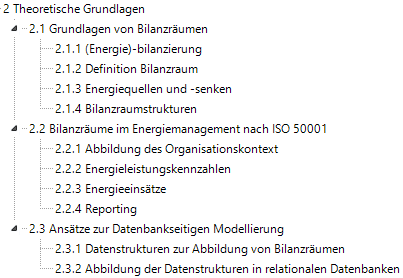 2 Theoretische Grundlagen
2.1 Grundlagen von Bilanzräumen
2.1.1 (Energie)-bilanzierung
2.1.2 Definition Bilanzraum
2.1.3 Energiequellen und -senken
2.1.4 Bilanzraumstrukturen
2.2 Bilanzräume im Energiemanagement nach ISO 50001
2.2.1 Abbildung des Organisationskontext
2.2.2 Energieleistungskennzahlen
2.2.3 Energieeinsätze
2.2.4 Reporting
2.3 Ansätze zur Datenbankseitigen Modellierung
2.3.1 Datenstrukturen zur Abbildung von Bilanzräumen
2.3.2 Abbildung der Datenstrukturen in relationalen Datenbanken